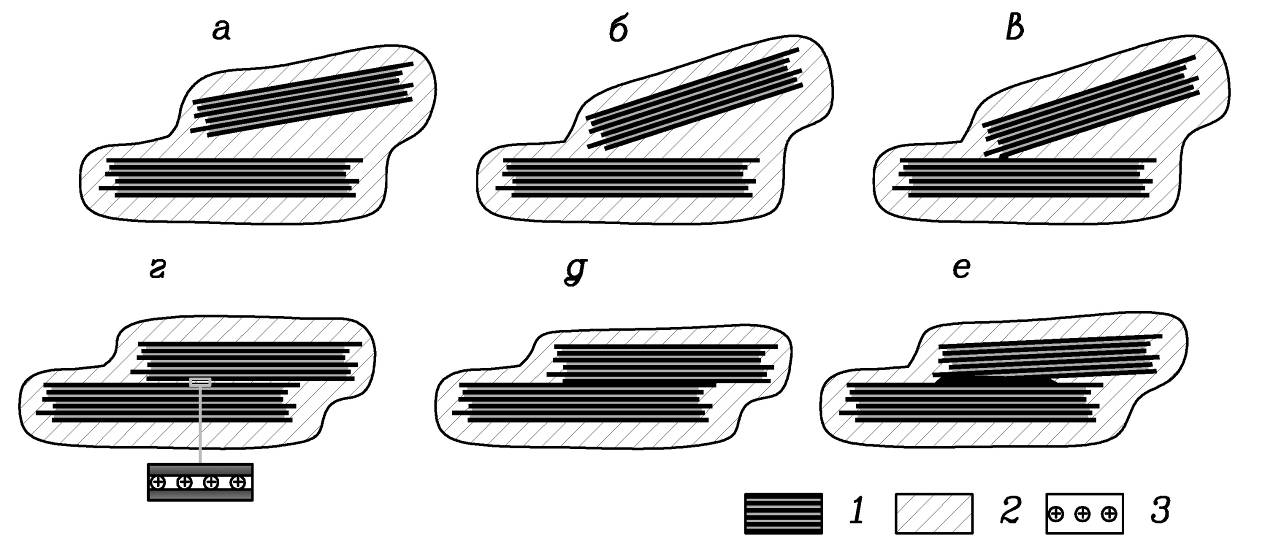 а б в
г д е
1 2 3